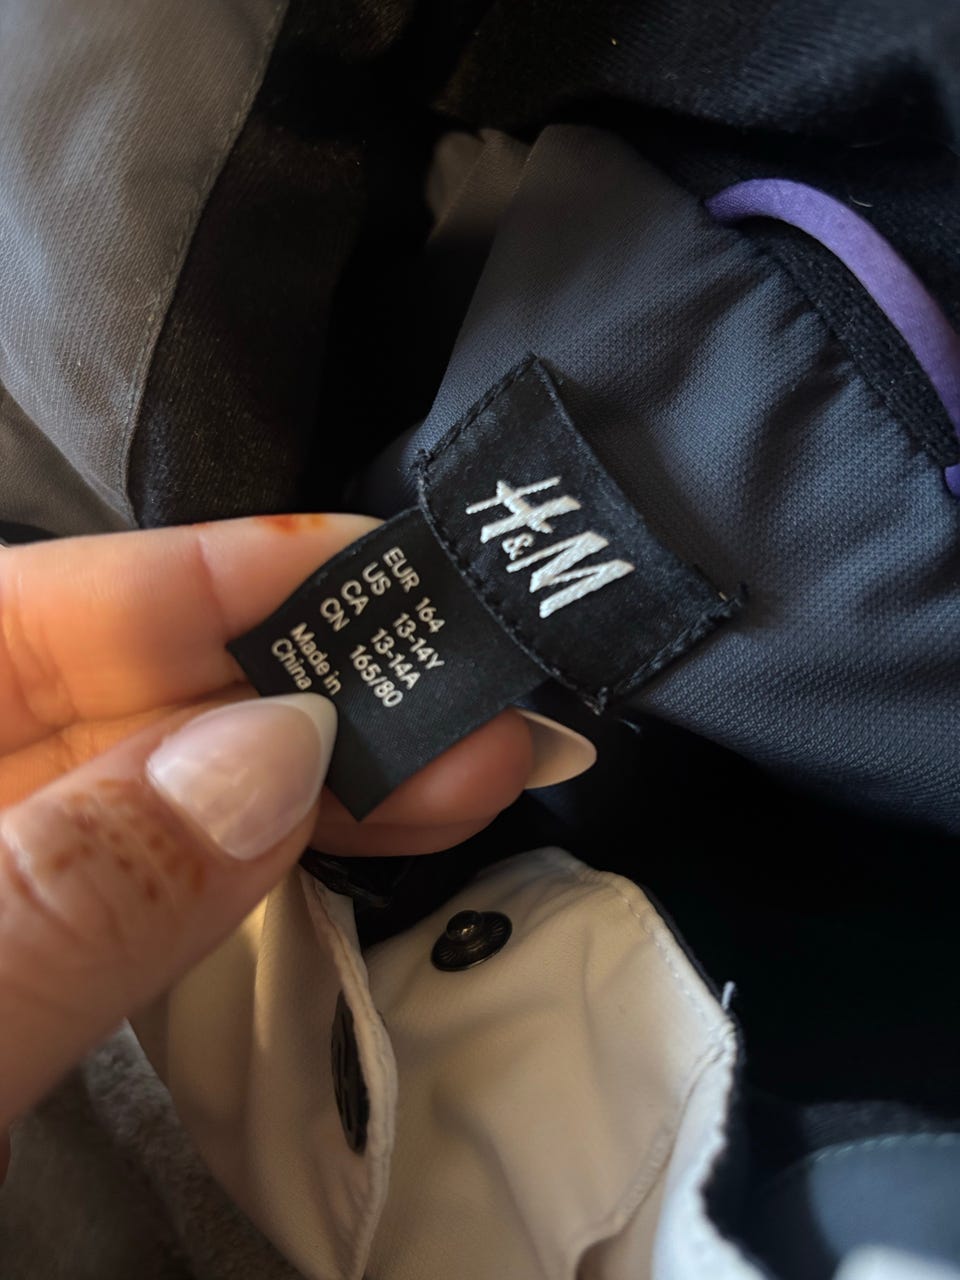 H&M
EUR 164
US 13-14Y
CA 13-14A
CN 165/80
Made in
China